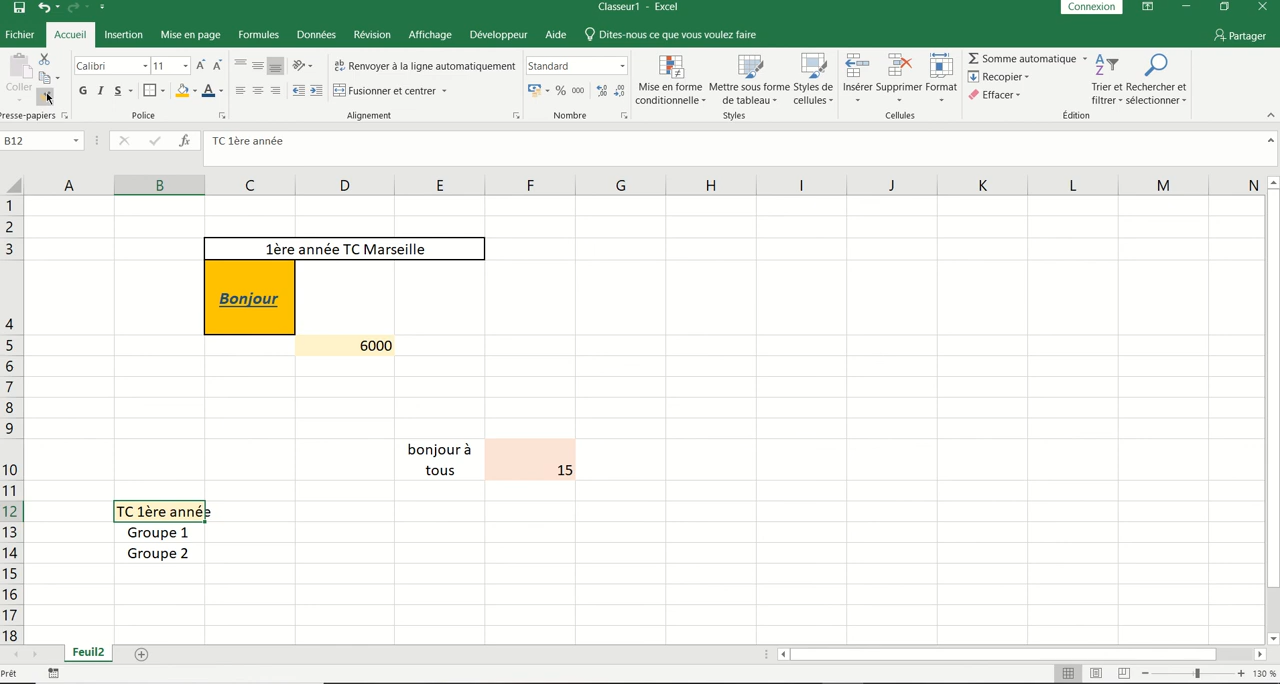 Classeur1 - Excel
Connexion
Fichier Accueil Insertion Mise en page Formules Données Révision Affichage Développeur Aide Dites-nous ce que vous voulez faire Partager
Coller
Calibri 11
Renvoyer à la ligne automatiquement
Standard
G I S
Fusionner et centrer
% 000
Mise en forme conditionnelle
Mettre sous forme de tableau
Styles de cellules
Insérer Supprimer Format
Somme automatique
Recopier
Effacer
Trier et filtrer
Rechercher et sélectionner
Presse-papiers Police Alignement Nombre Styles Cellules Édition
B12 fx TC 1ère année
A B C D E F G H I J K L M N
1
2
3 1ère année TC Marseille
4 Bonjour
5 6000
6
7
8
9
10 bonjour à tous 15
11
12 TC 1ère année
13 Groupe 1
14 Groupe 2
15
16
17
18
Feuil2
Prêt 130 %